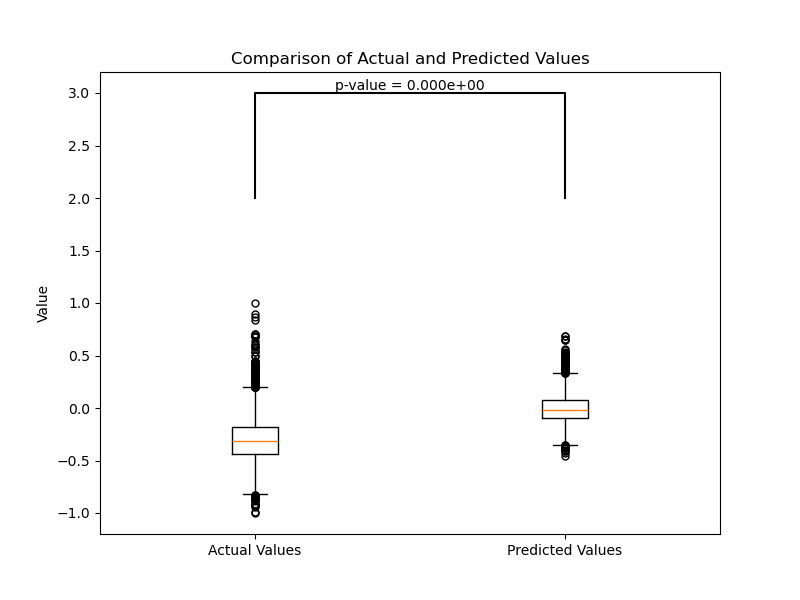 Comparison of Actual and Predicted Values
p-value = 0.000e+00
3.0
2.5
2.0
1.5
1.0
0.5
0.0
−0.5
−1.0
Value
Actual Values
Predicted Values